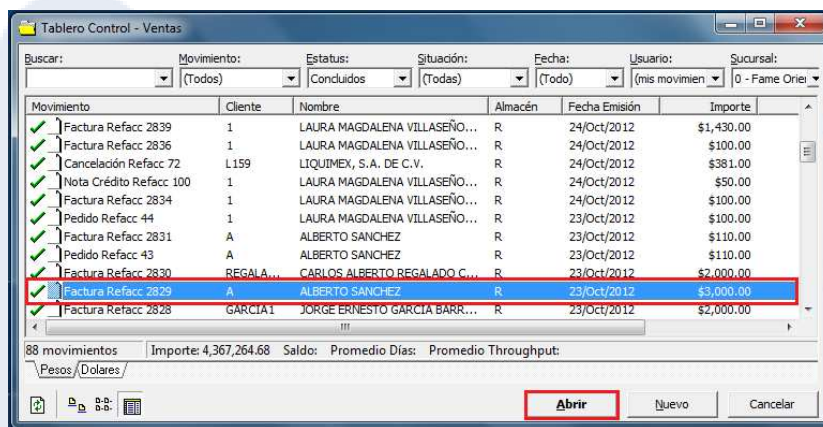 Tablero Control - Ventas
Buscar: Movimiento: Estatus: Situación: Fecha: Usuario: Sucursal:
(Todos) Concluidos (Todas) (Todo) (mis movimien 0 - Fame Orie
Movimiento Cliente Nombre Almacén Fecha Emisión Importe
Factura Refacc 2839 1 LAURA MAGDALENA VILLASEÑO... R 24/Oct/2012 $1,430.00
Factura Refacc 2836 1 LAURA MAGDALENA VILLASEÑO... R 24/Oct/2012 $100.00
Cancelación Refacc 72 L159 LIQUIMEX, S.A. DE C.V. R 24/Oct/2012 $381.00
Nota Crédito Refacc 100 1 LAURA MAGDALENA VILLASEÑO... R 24/Oct/2012 $50.00
Factura Refacc 2834 1 LAURA MAGDALENA VILLASEÑO... R 24/Oct/2012 $100.00
Pedido Refacc 44 1 LAURA MAGDALENA VILLASEÑO... R 24/Oct/2012 $100.00
Factura Refacc 2831 A ALBERTO SANCHEZ R 23/Oct/2012 $110.00
Pedido Refacc 43 A ALBERTO SANCHEZ R 23/Oct/2012 $110.00
Factura Refacc 2830 REGALA... CARLOS ALBERTO REGALADO C... R 23/Oct/2012 $2,000.00
Factura Refacc 2829 A ALBERTO SANCHEZ R 23/Oct/2012 $3,000.00
Factura Refacc 2828 GARCIA1 JORGE ERNESTO GARCIA BARR... R 23/Oct/2012 $2,000.00
88 movimientos Importe: 4,367,264.68 Saldo: Promedio Días: Promedio Throughput:
Pesos Dolares
Abrir Nuevo Cancelar